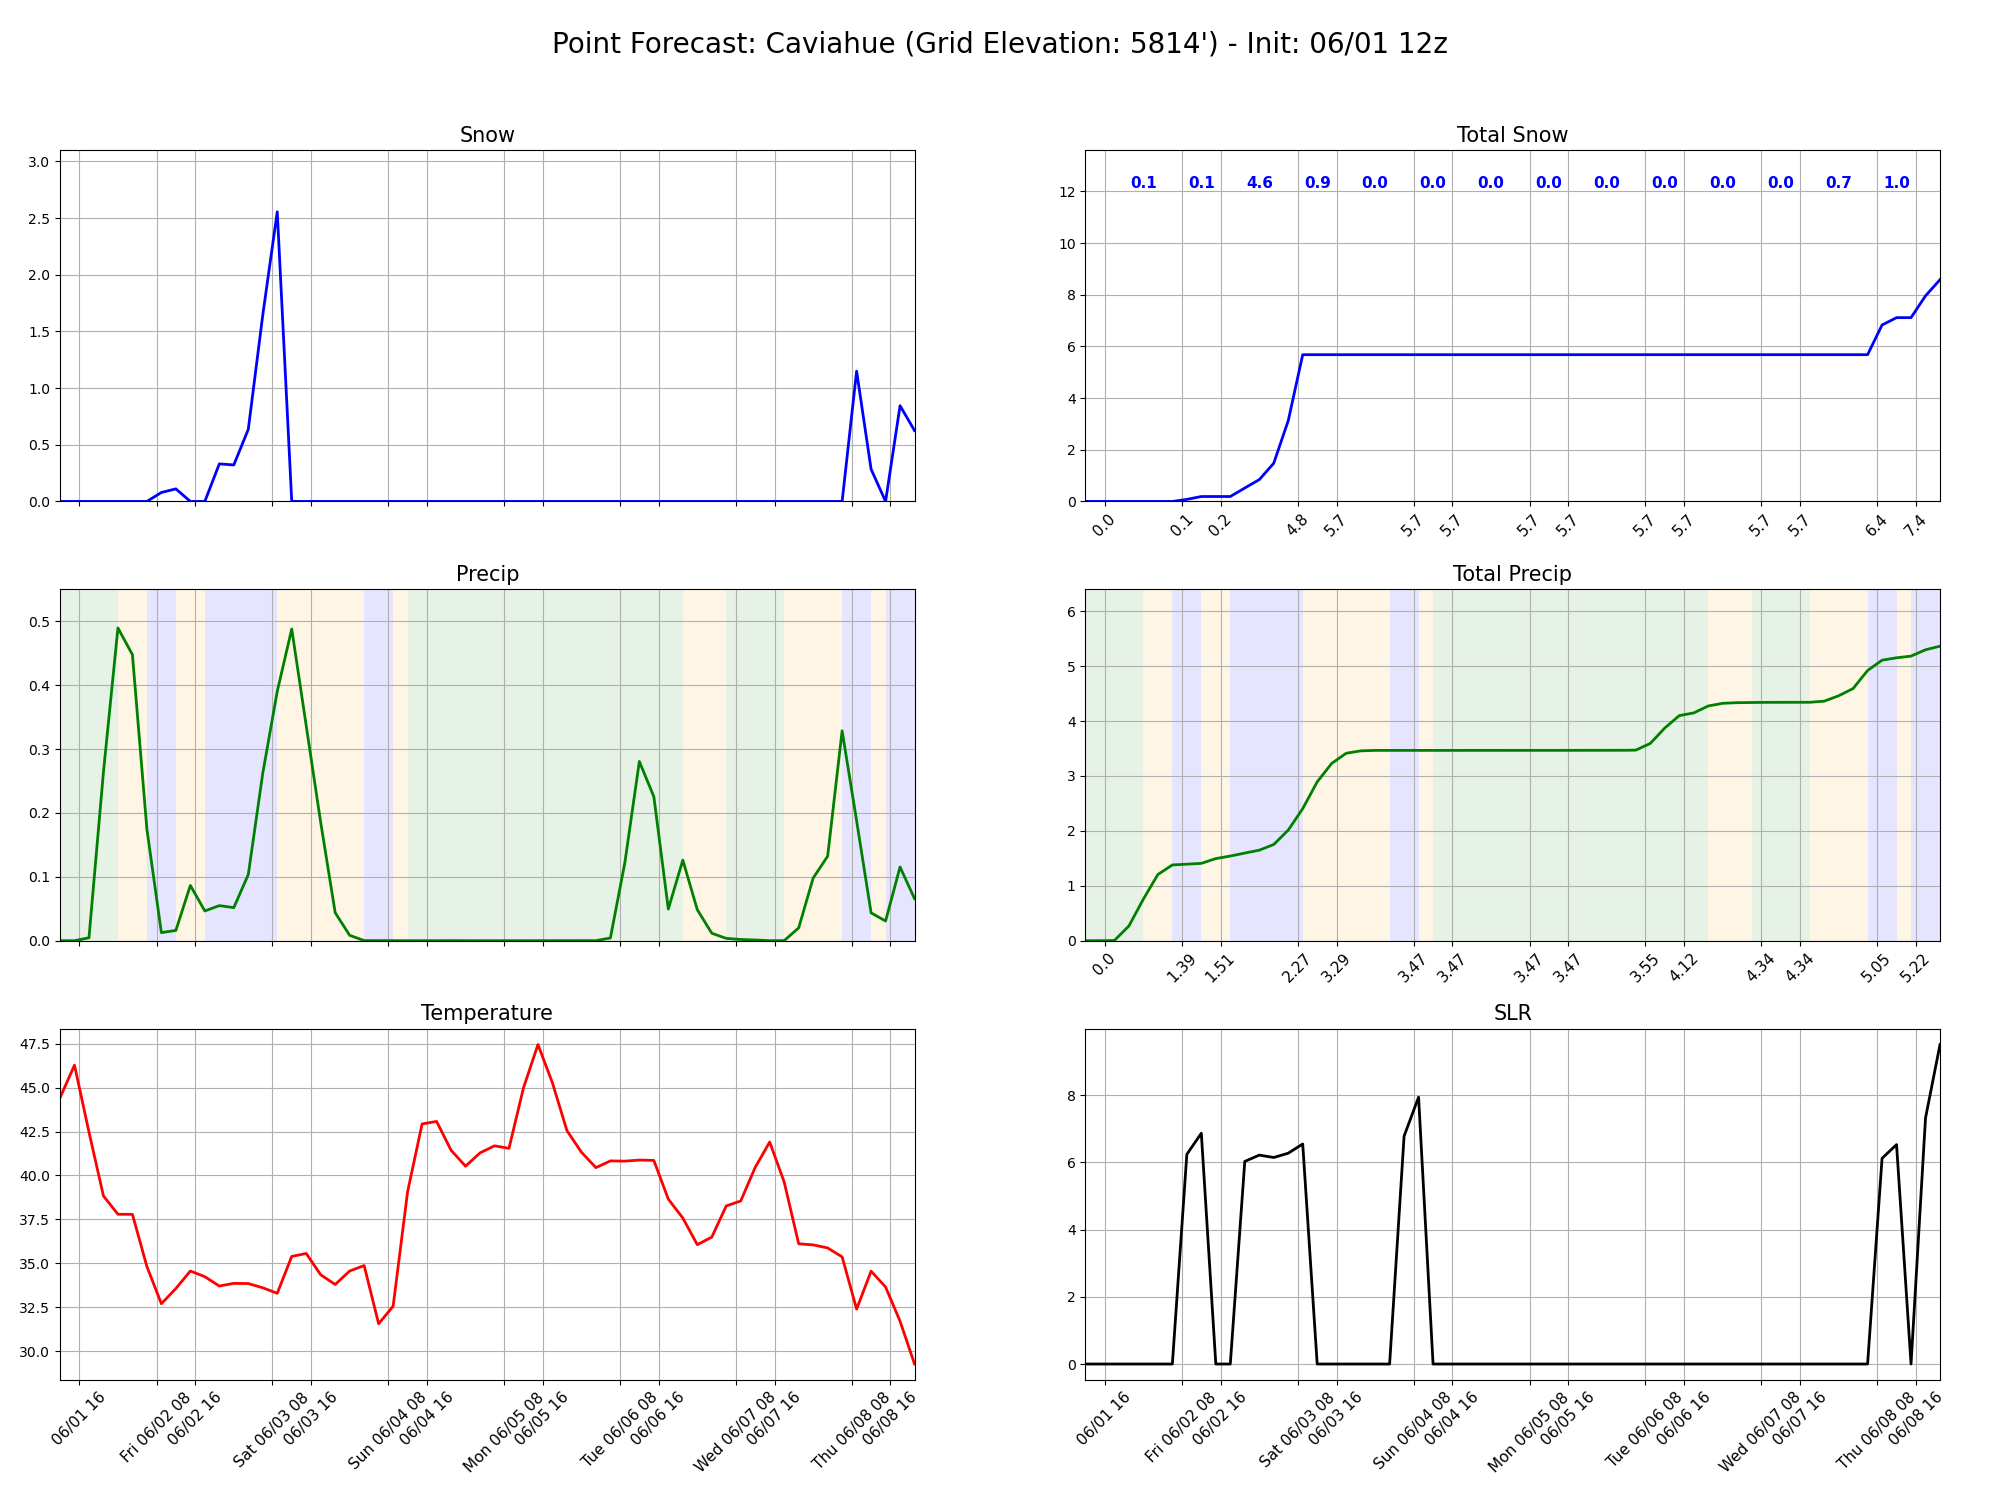 Point Forecast: Caviahue (Grid Elevation: 5814') - Init: 06/01 12z
Snow
3.0
2.5
2.0
1.5
1.0
0.5
0.0
Total Snow
0.1 0.1 4.6 0.9 0.0 0.0 0.0 0.0 0.0 0.0 0.0 0.0 0.7 1.0
12
10
8
6
4
2
0
0.0 0.1 0.2 4.8 5.7 5.7 5.7 5.7 5.7 5.7 5.7 5.7 5.7 6.4 7.4
Precip
0.5
0.4
0.3
0.2
0.1
0.0
Total Precip
6
5
4
3
2
1
0
0.0 1.39 1.51 2.27 3.29 3.47 3.47 3.47 3.47 3.55 4.12 4.34 4.34 5.05 5.22
Temperature
47.5
45.0
42.5
40.0
37.5
35.0
32.5
30.0
06/01 16
Fri 06/02 08
06/02 16
Sat 06/03 08
06/03 16
Sun 06/04 08
06/04 16
Mon 06/05 08
06/05 16
Tue 06/06 08
06/06 16
Wed 06/07 08
06/07 16
Thu 06/08 08
06/08 16
SLR
8
6
4
2
0
06/01 16
Fri 06/02 08
06/02 16
Sat 06/03 08
06/03 16
Sun 06/04 08
06/04 16
Mon 06/05 08
06/05 16
Tue 06/06 08
06/06 16
Wed 06/07 08
06/07 16
Thu 06/08 08
06/08 16